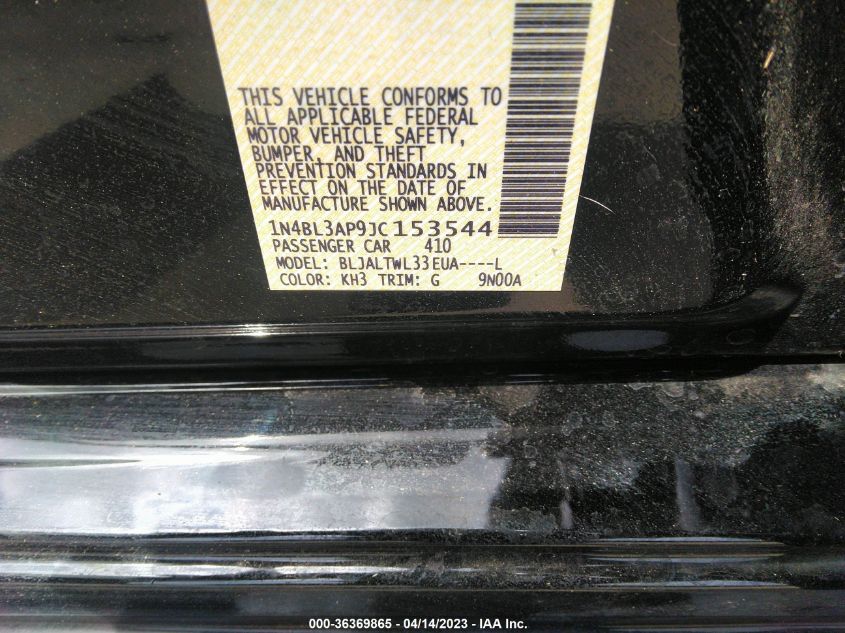 THIS VEHICLE CONFORMS TO
ALL APPLICABLE FEDERAL
MOTOR VEHICLE SAFETY,
BUMPER, AND THEFT
PREVENTION STANDARDS IN
EFFECT ON THE DATE OF
MANUFACTURE SHOWN ABOVE.
1N4BL3AP9JC153544
PASSENGER CAR 410
MODEL: BLJALTWL33EUA----L
COLOR: KH3 TRIM: G 9N00A
000-36369865 - 04/14/2023 - IAA Inc.